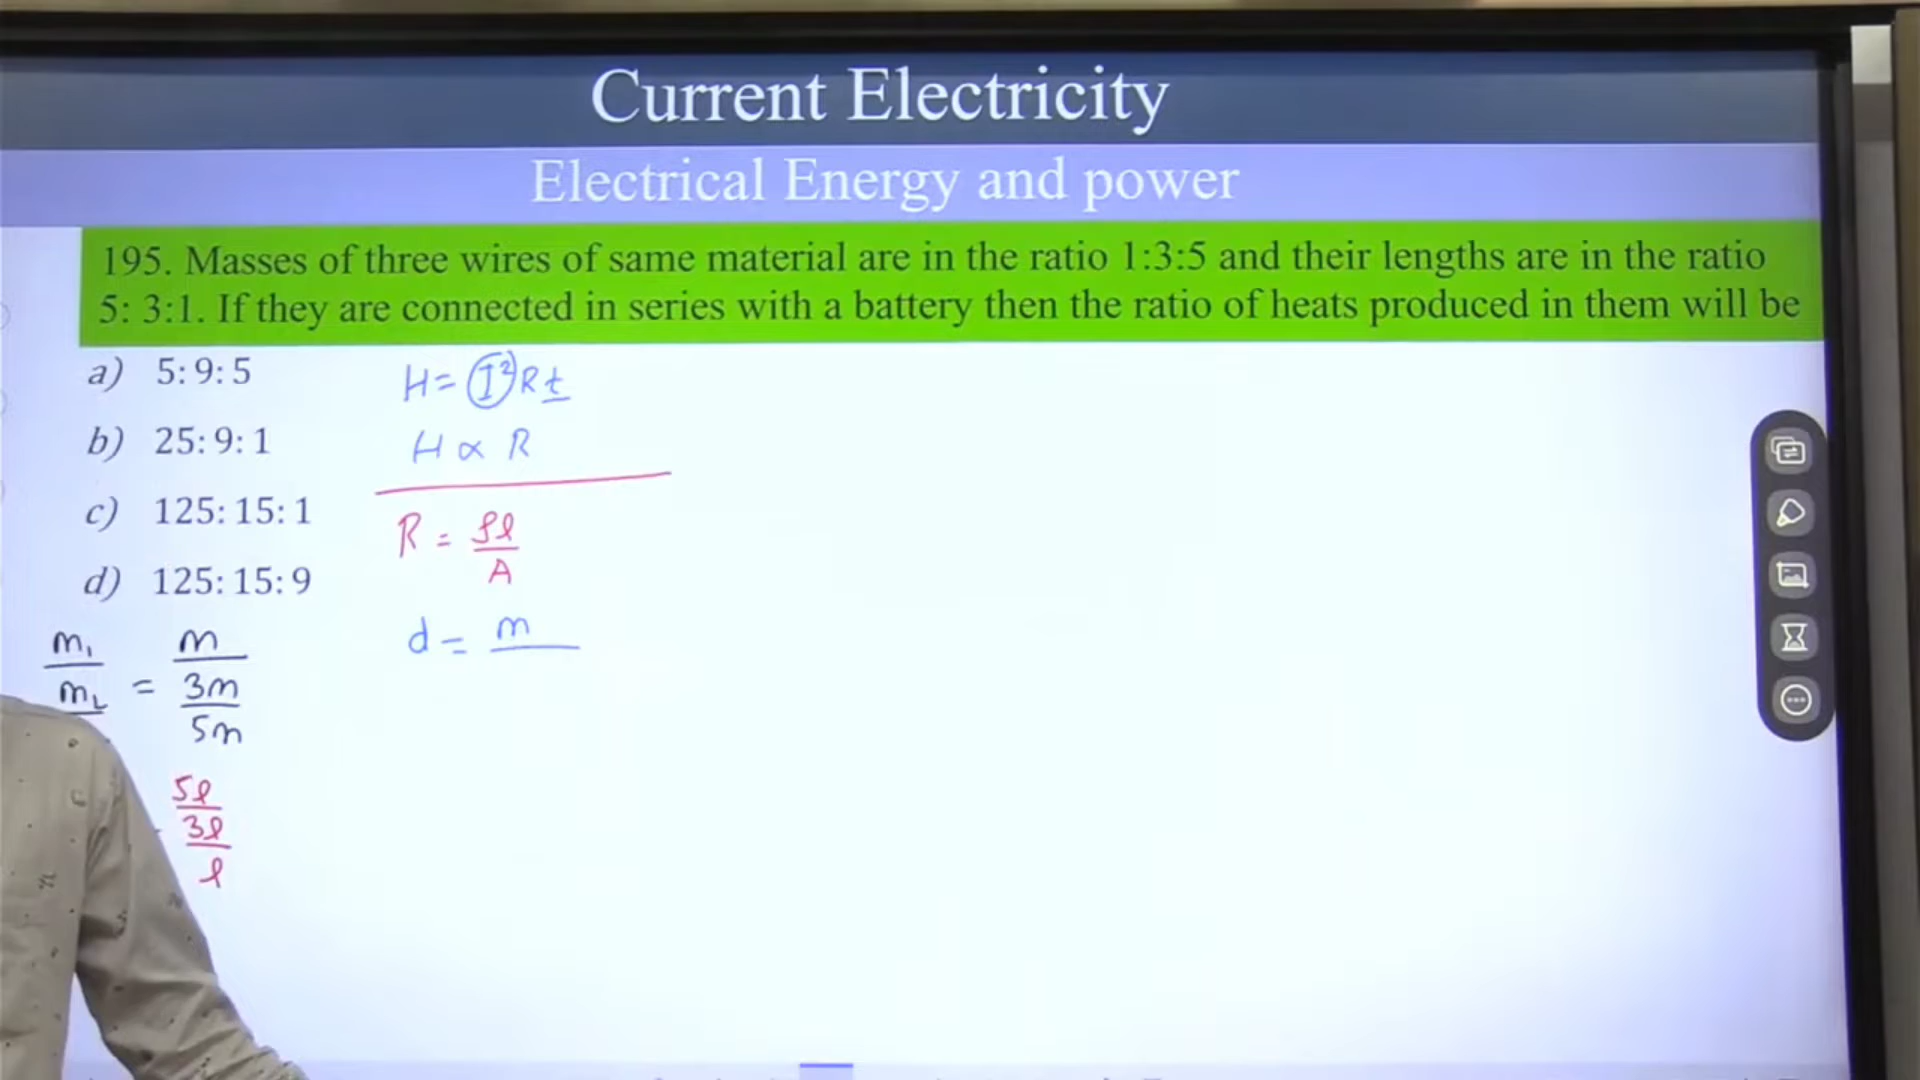 Current Electricity
Electrical Energy and power
195. Masses of three wires of same material are in the ratio 1:3:5 and their lengths are in the ratio
5: 3:1. If they are connected in series with a battery then the ratio of heats produced in them will be
a) 5:9:5
b) 25:9:1
c) 125:15:1
d) 125:15:9
H = I²Rt
H ∝ R
R = ρl
A
d = m
m₁
m₂
= m
3m
5m
5l
3l
l